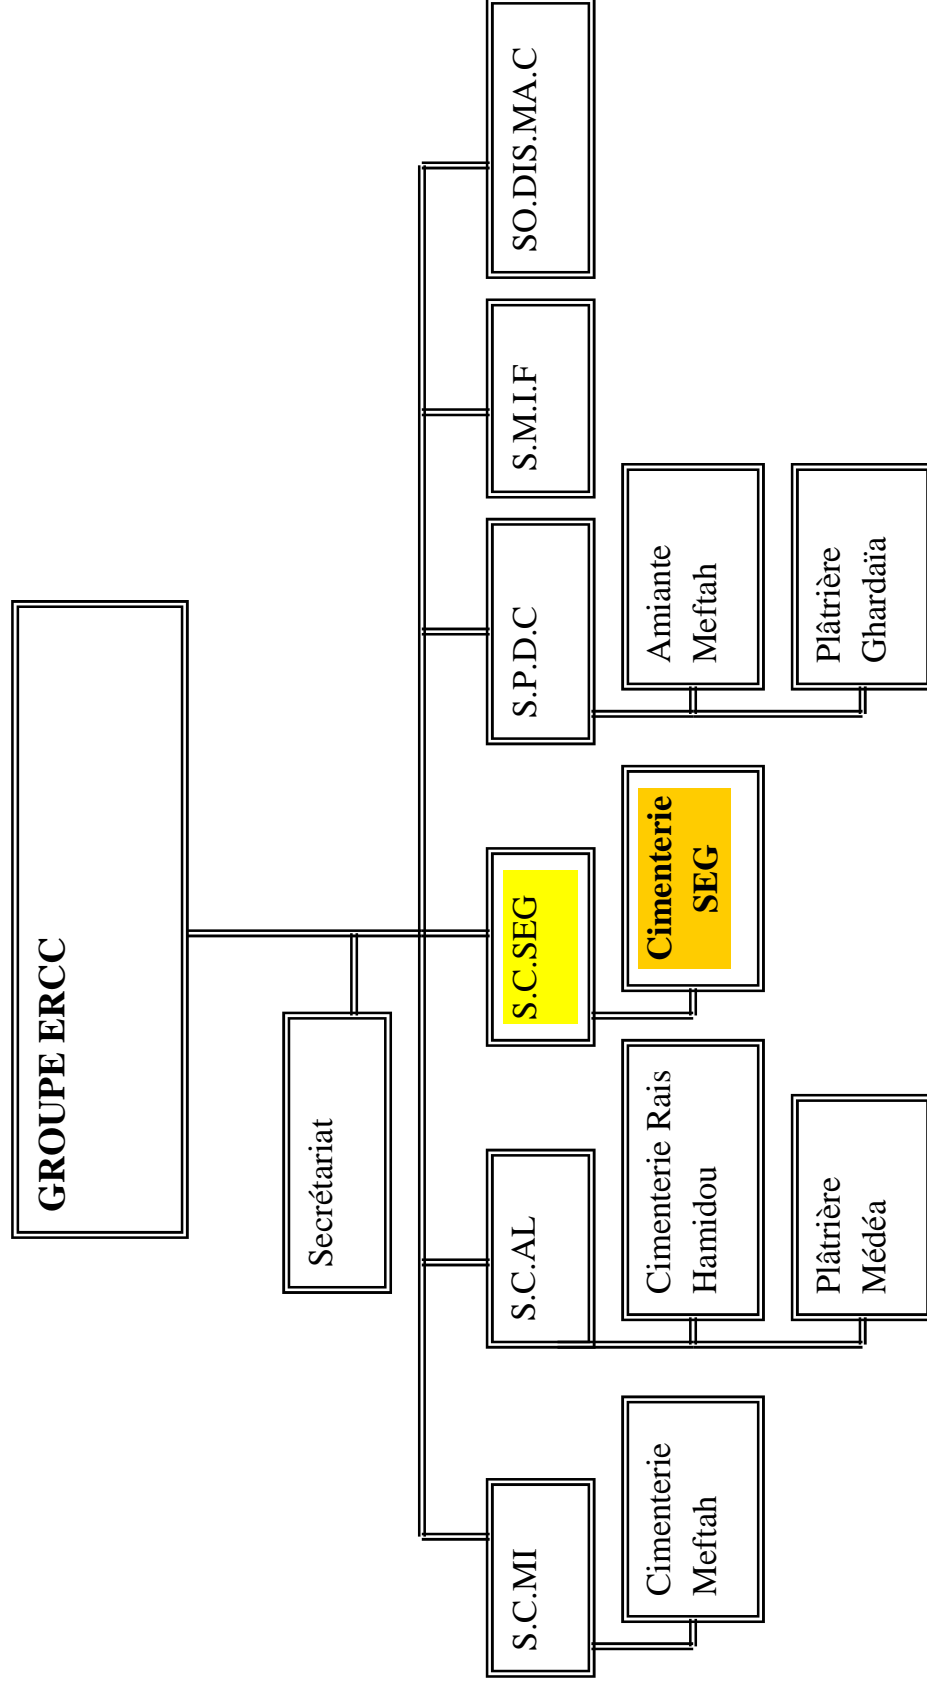 GROUPE ERCC
Secrétariat
S.C.MI
S.C.AL
S.C.SEG
S.P.D.C
S.M.I.F
SO.DIS.MA.C
Cimenterie
Meftah
Cimenterie Rais
Hamidou
Cimenterie
SEG
Amiante
Meftah
Plâtrière
Médéa
Plâtrière
Ghardaïa